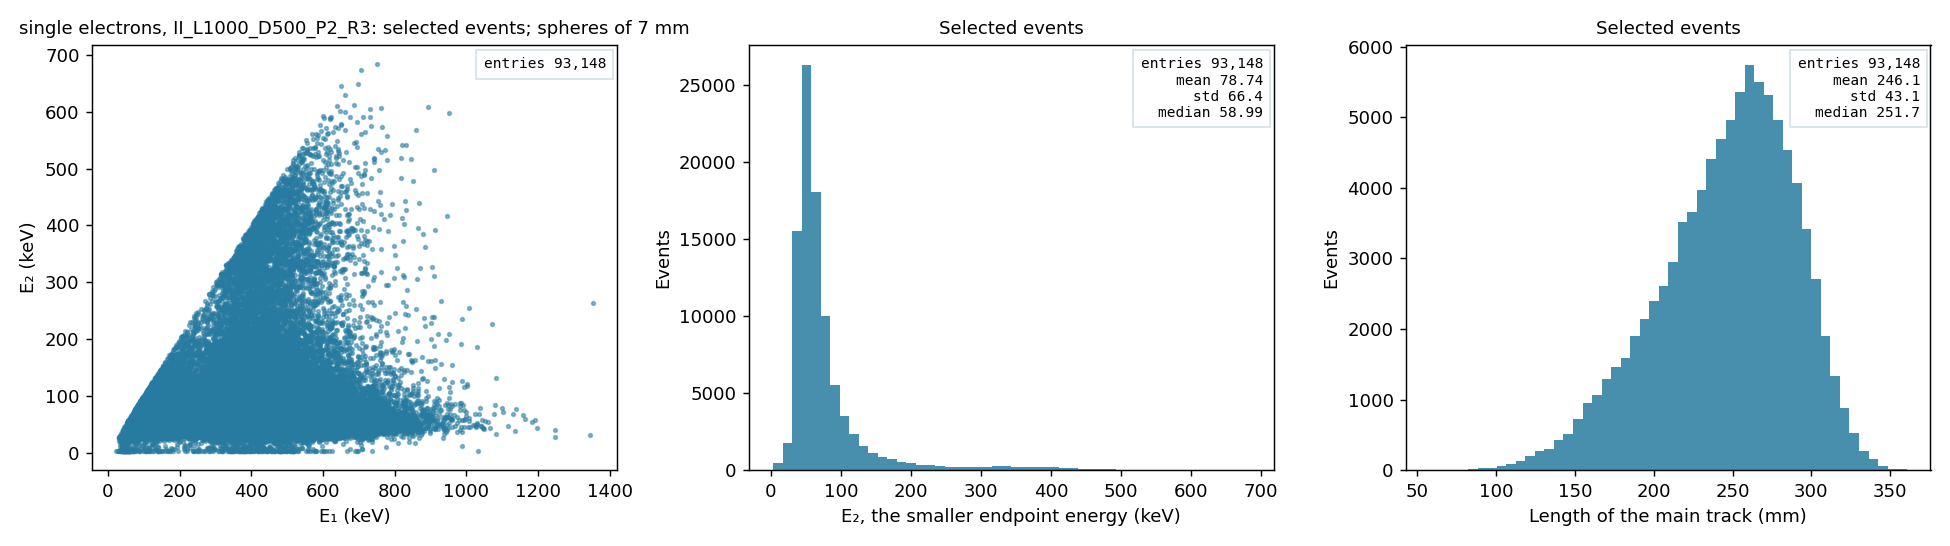 single electrons, II_L1000_D500_P2_R3: selected events; spheres of 7 mm
entries 93,148
700
600
500
400
300
200
100
0
E₂ (keV)
0 200 400 600 800 1000 1200 1400
E₁ (keV)
Selected events
entries 93,148
mean 78.74
std 66.4
median 58.99
25000
20000
15000
10000
5000
0
Events
0 100 200 300 400 500 600 700
E₂, the smaller endpoint energy (keV)
Selected events
entries 93,148
mean 246.1
std 43.1
median 251.7
6000
5000
4000
3000
2000
1000
0
Events
50 100 150 200 250 300 350
Length of the main track (mm)